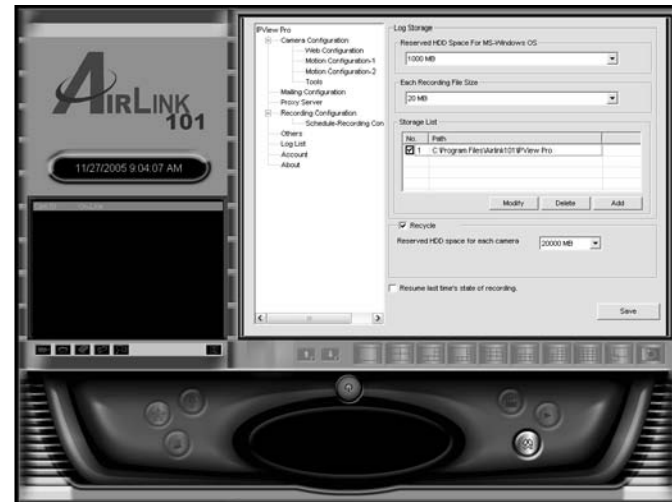 AIRLINK
101
11/27/2005 9:04:07 AM
IPView Pro
Camera Configuration
Web Configuration
Motion Configuration-1
Motion Configuration-2
Tools
Mailing Configuration
Proxy Server
Recording Configuration
Schedule-Recording Con
Others
Log List
Account
About
Log Storage
Reserved HDD Space For MS-Windows OS
1000 MB
Each Recording File Size
20 MB
Storage List
No. Path
1 C:\Program Files\Airlink101\IPView Pro
Modify Delete Add
Recycle
Reserved HDD space for each camera 20000 MB
Resume last time's state of recording.
Save